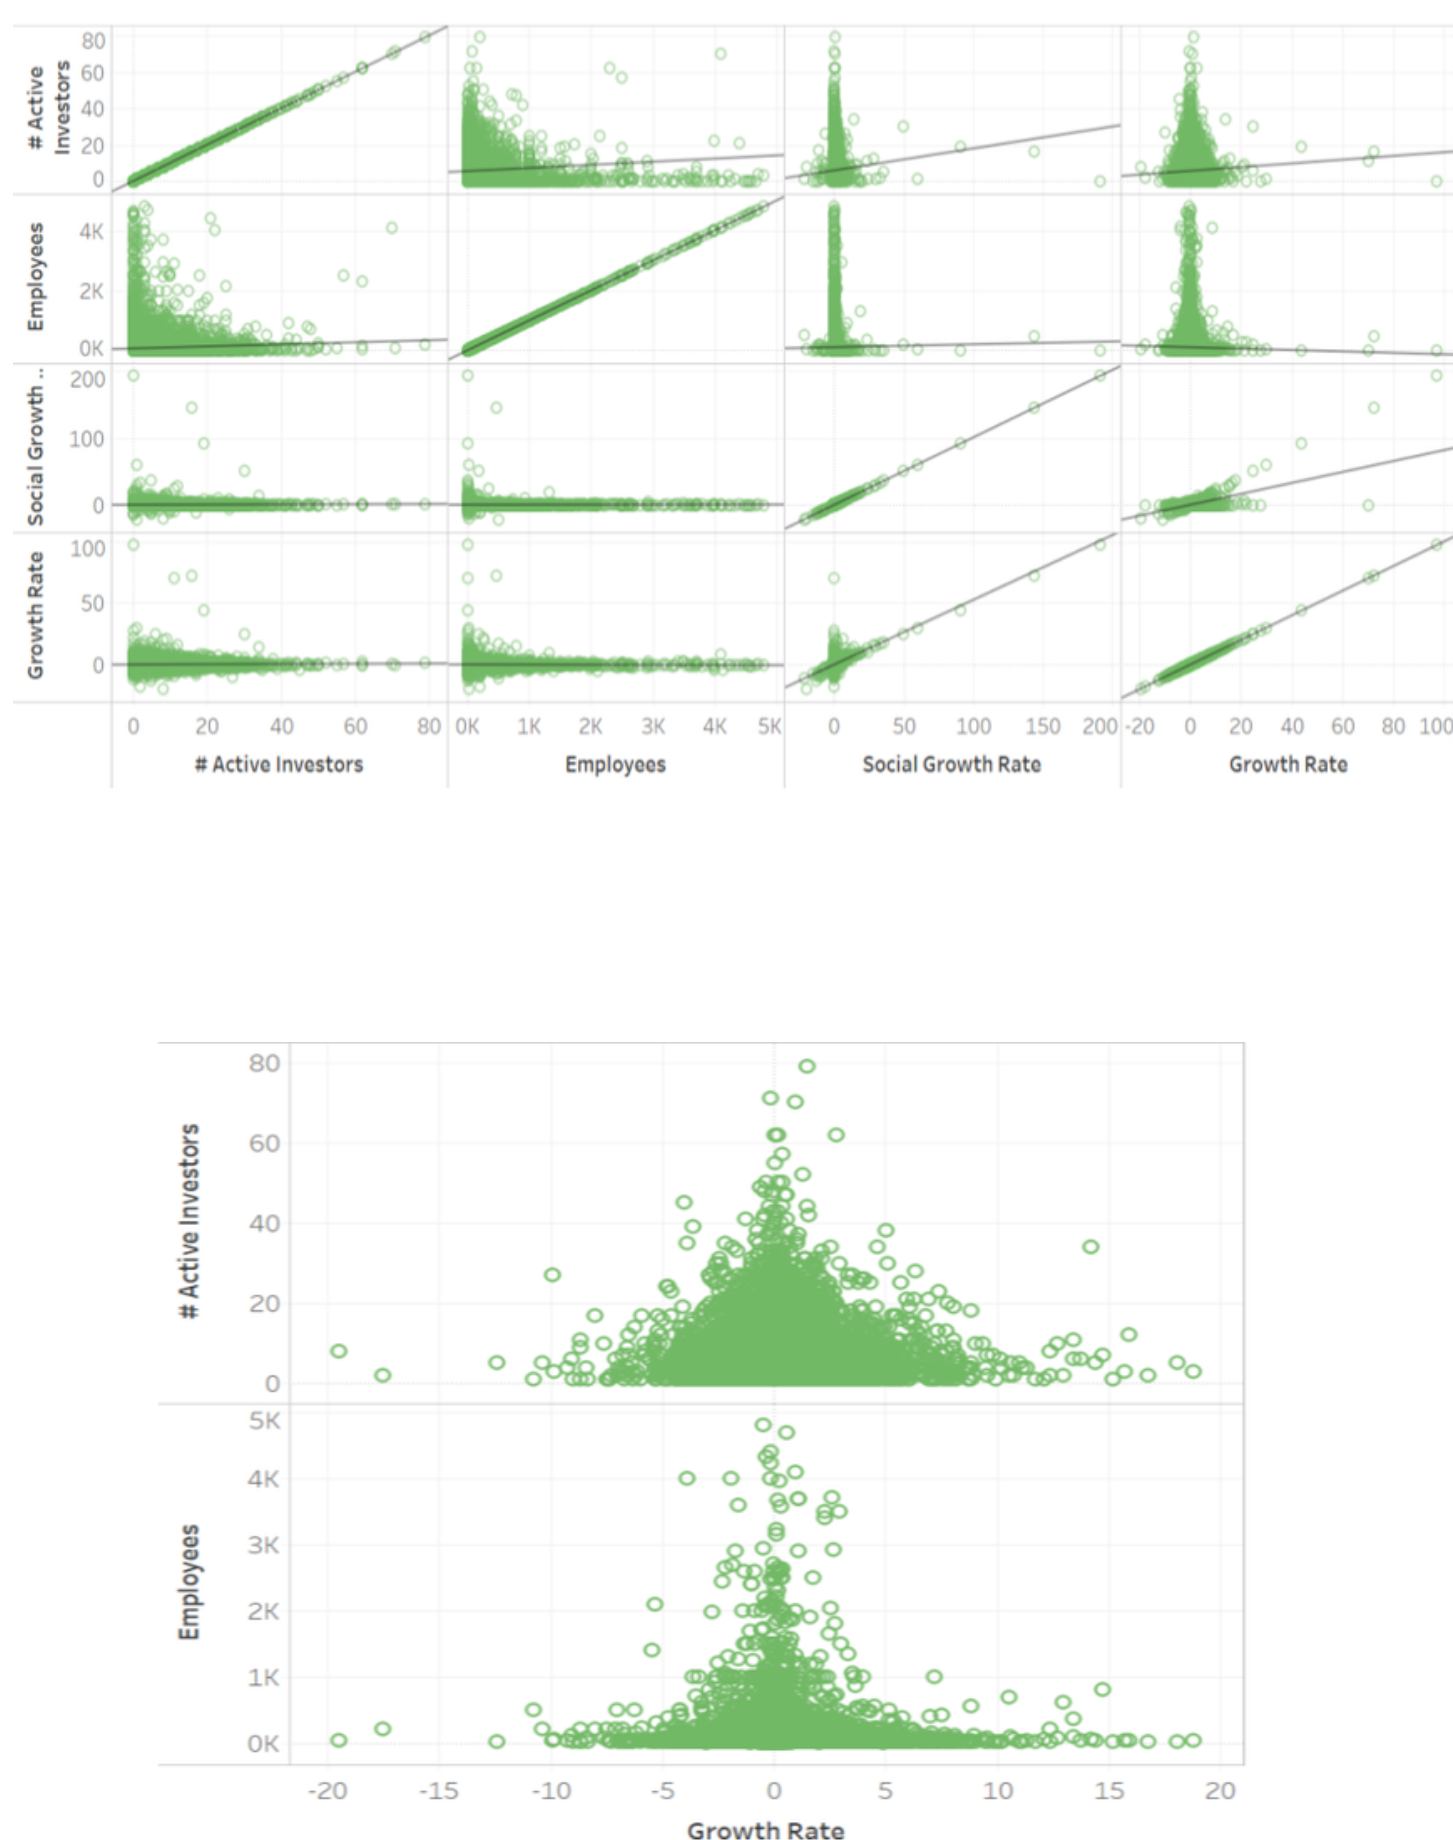 # Active
Investors
80
60
40
20
0
Employees
4K
2K
0K
Social Growth ..
200
100
0
Growth Rate
100
50
0
0 20 40 60 80 0K 1K 2K 3K 4K 5K 0 50 100 150 200 -20 0 20 40 60 80 100
# Active Investors Employees Social Growth Rate Growth Rate
# Active Investors
80
60
40
20
0
Employees
5K
4K
3K
2K
1K
0K
-20 -15 -10 -5 0 5 10 15 20
Growth Rate